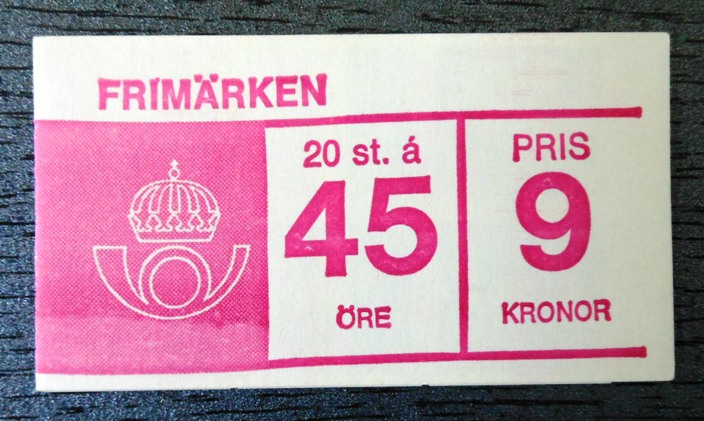 FRIMÄRKEN
20 st. á
45
ÖRE
PRIS
9
KRONOR